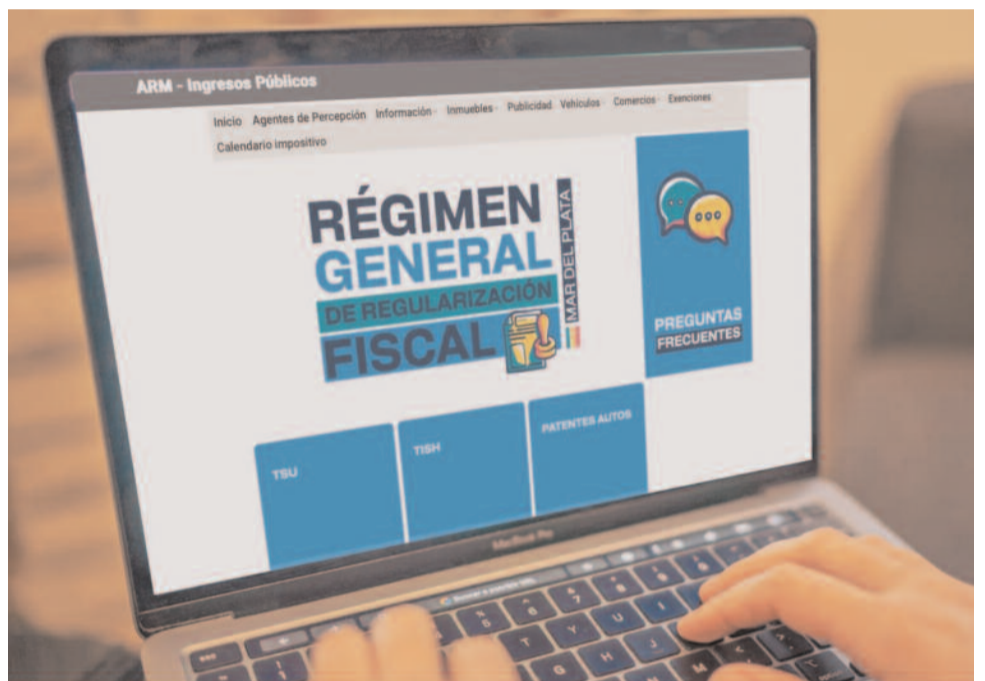 ARM - Ingresos Públicos
Inicio Agentes de Percepción Información Inmuebles Publicidad Vehículos Comercios Exenciones
Calendario impositivo
RÉGIMEN
GENERAL
DE REGULARIZACIÓN
FISCAL
MAR DEL PLATA
PREGUNTAS
FRECUENTES
TSU
TISH
PATENTES AUTOS
MacBook Pro